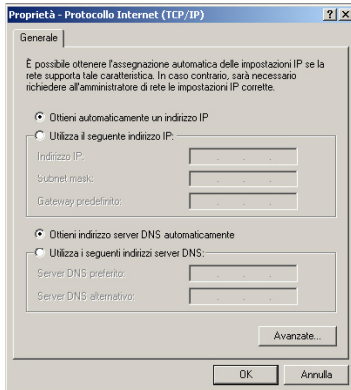 Proprietà - Protocollo Internet (TCP/IP)
Generale
È possibile ottenere l'assegnazione automatica delle impostazioni IP se la
rete supporta tale caratteristica. In caso contrario, sarà necessario
richiedere all'amministratore di rete le impostazioni IP corrette.
Ottieni automaticamente un indirizzo IP
Utilizza il seguente indirizzo IP:
Indirizzo IP:
Subnet mask:
Gateway predefinito:
Ottieni indirizzo server DNS automaticamente
Utilizza i seguenti indirizzi server DNS:
Server DNS preferito:
Server DNS alternativo:
Avanzate...
OK Annulla